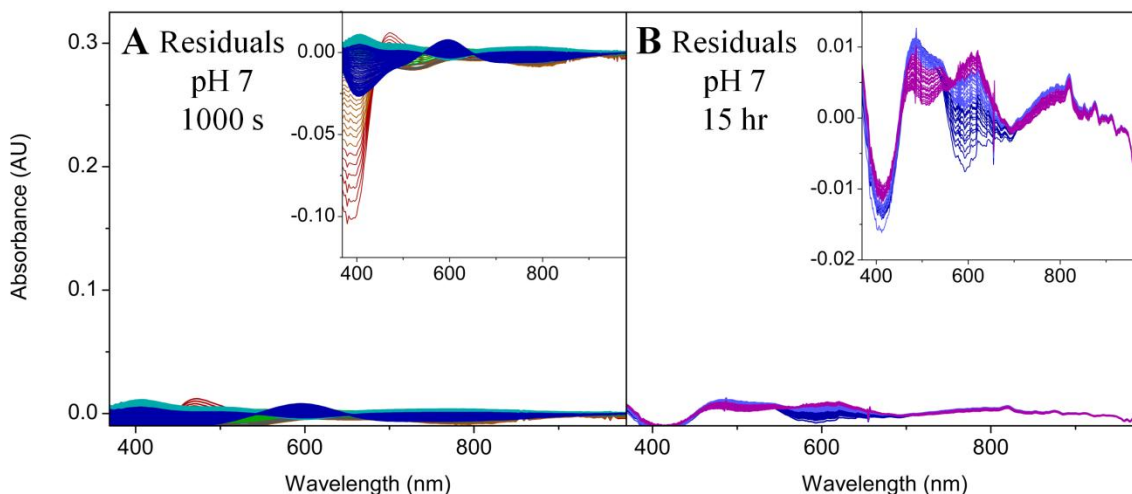 A Residuals
pH 7
1000 s
B Residuals
pH 7
15 hr
Absorbance (AU)
0.3
0.2
0.1
0.0
400
600
800
Wavelength (nm)
400
600
800
Wavelength (nm)
0.00
-0.05
-0.10
400
600
800
0.01
0.00
-0.01
-0.02
400
600
800